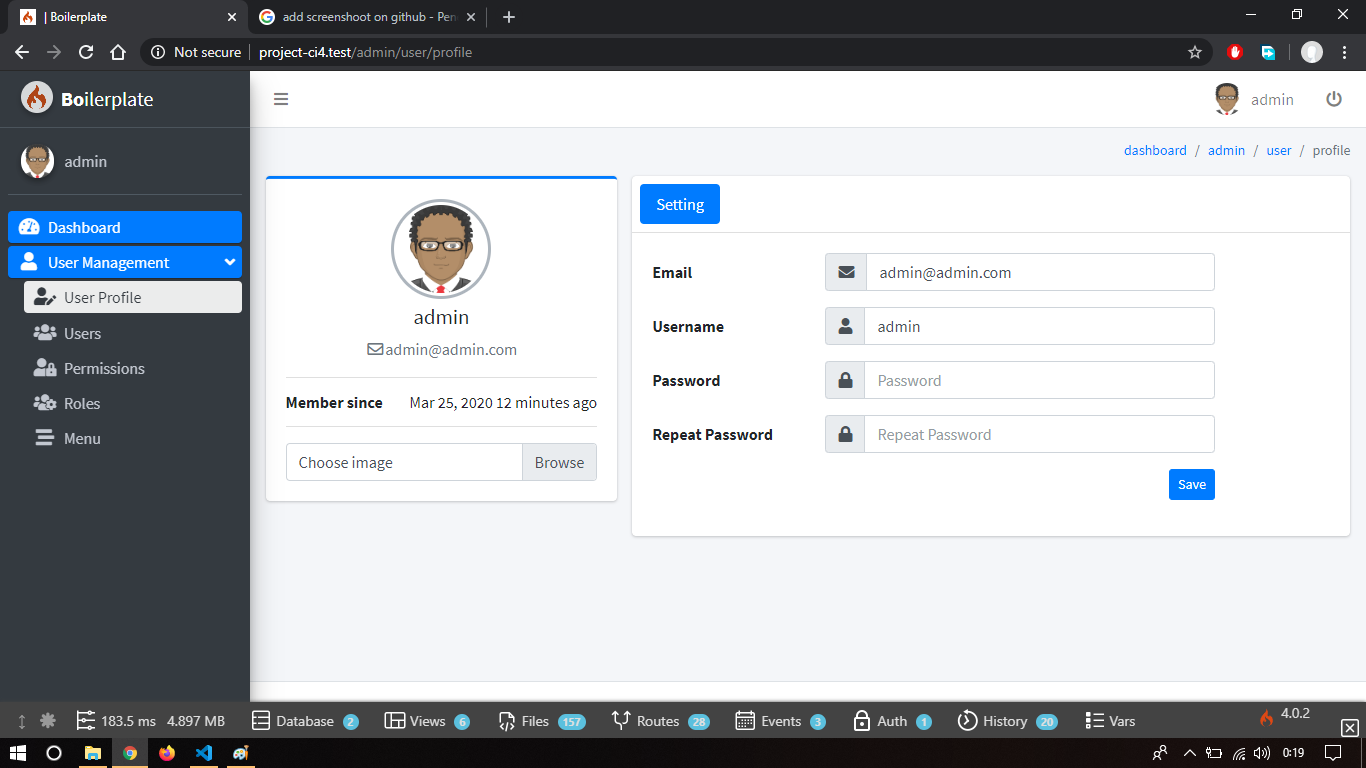 | Boilerplate
add screenshoot on github - Pen
Not secure | project-ci4.test/admin/user/profile
Boilerplate
admin
admin
dashboard / admin / user / profile
Dashboard
User Management
User Profile
Users
Permissions
Roles
Menu
admin
admin@admin.com
Member since Mar 25, 2020 12 minutes ago
Choose image Browse
Setting
Email admin@admin.com
Username admin
Password Password
Repeat Password Repeat Password
Save
183.5 ms 4.897 MB Database 2 Views 6 Files 157 Routes 28 Events 3 Auth 1 History 20 Vars 4.0.2
0:19